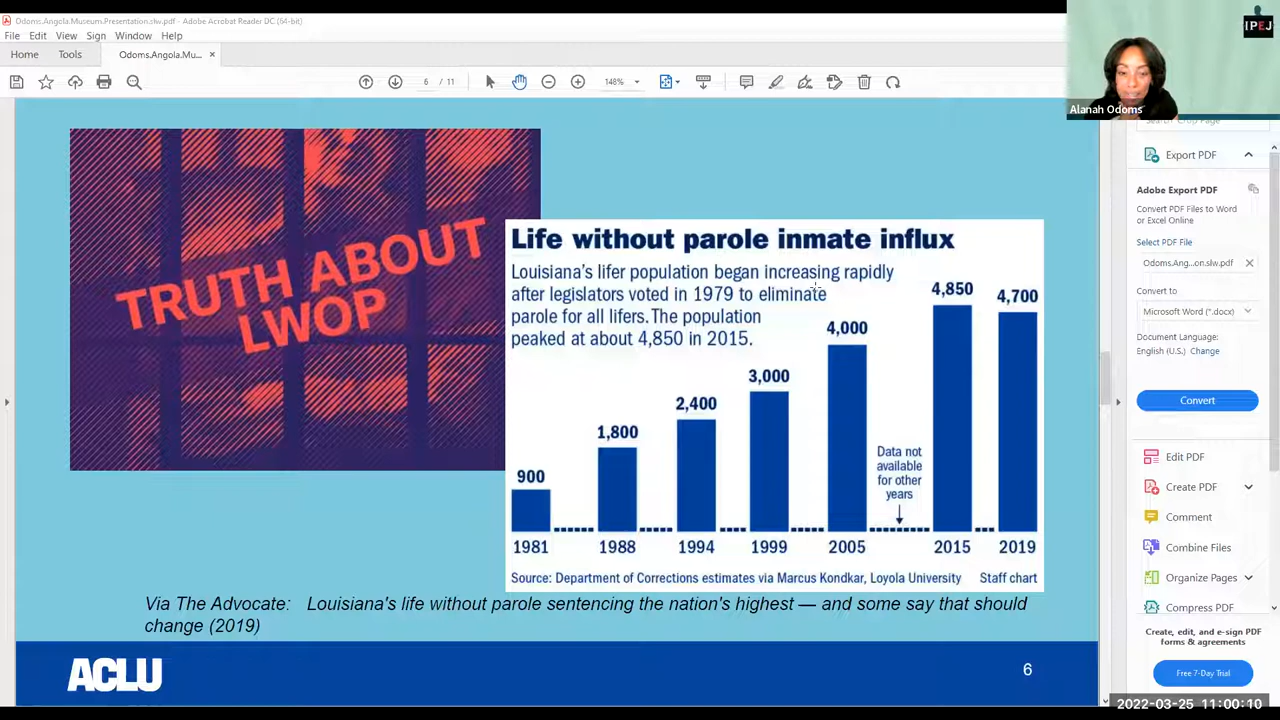 Odoms.Angola.Museum.Presentation.slw.pdf - Adobe Acrobat Reader DC (64-bit)
File Edit View Sign Window Help
Home Tools Odoms.Angola.Mu... ×
6 / 11 148%
IPEJ
Alanah Odoms
Export PDF
Adobe Export PDF
Convert PDF Files to Word
or Excel Online
Select PDF File
Odoms.Ang...on.slw.pdf
Convert to
Microsoft Word (*.docx)
Document Language:
English (U.S.) Change
Convert
Edit PDF
Create PDF
Comment
Combine Files
Organize Pages
Compress PDF
Create, edit, and e-sign PDF
forms & agreements
Free 7-Day Trial
TRUTH ABOUT
LWOP
Life without parole inmate influx
Louisiana's lifer population began increasing rapidly
after legislators voted in 1979 to eliminate
parole for all lifers. The population
peaked at about 4,850 in 2015.
900
1,800
2,400
3,000
4,000
4,850
4,700
Data not
available
for other
years
1981 1988 1994 1999 2005 2015 2019
Source: Department of Corrections estimates via Marcus Kondkar, Loyola University Staff chart
Via The Advocate: Louisiana's life without parole sentencing the nation's highest — and some say that should
change (2019)
ACLU
6
2022-03-25 11:00:10